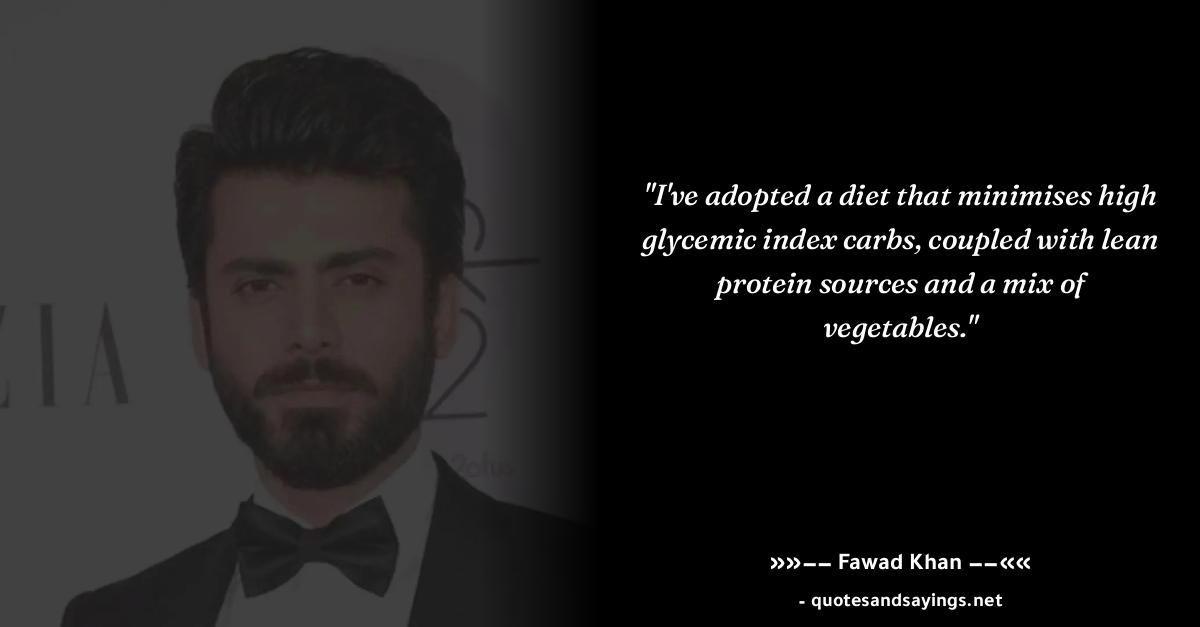 ZIA
"I've adopted a diet that minimises high
glycemic index carbs, coupled with lean
protein sources and a mix of
vegetables."
»»−− Fawad Khan −−««
- quotesandsayings.net